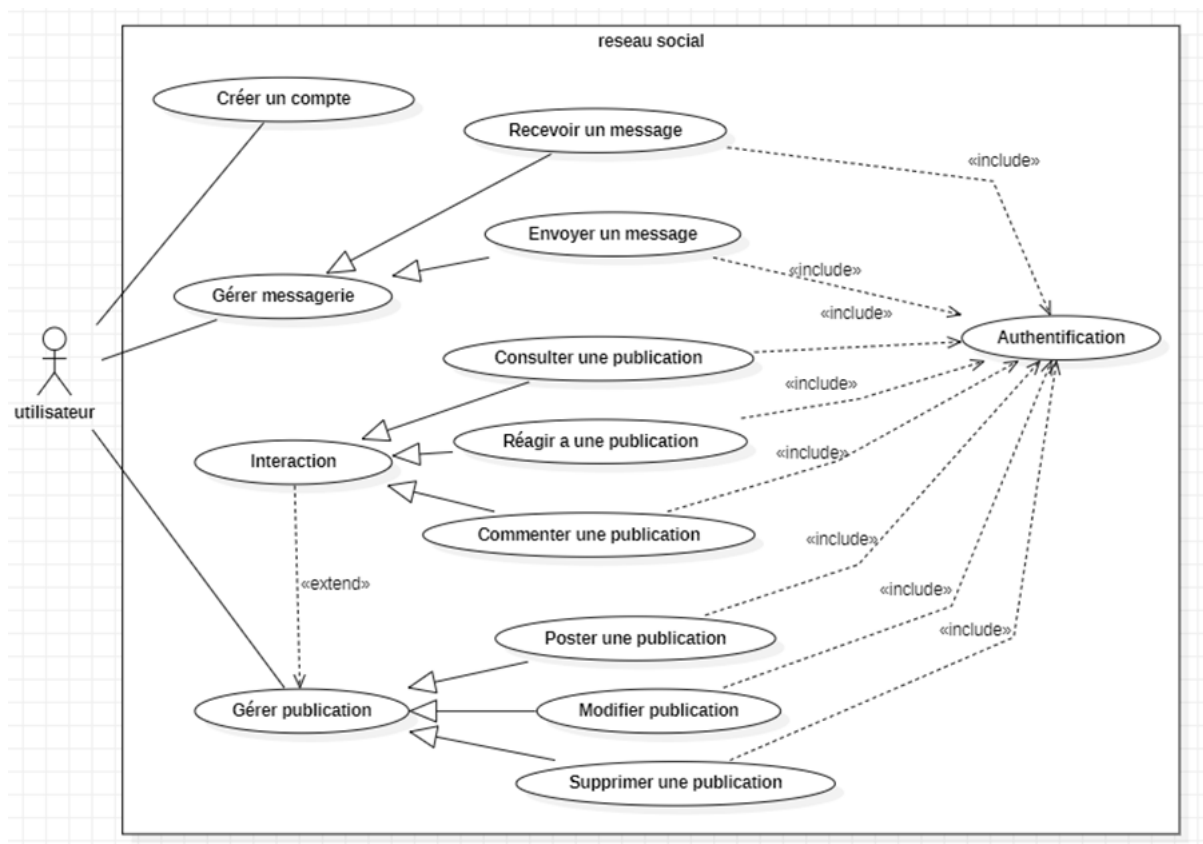 reseau social
Créer un compte
Recevoir un message
«include»
Envoyer un message
«include»
Gérer messagerie
«include»
Authentification
Consulter une publication
«include»
utilisateur
Réagir a une publication
«include»
Interaction
Commenter une publication
«include»
«extend»
«include»
«include»
Poster une publication
Gérer publication
Modifier publication
Supprimer une publication